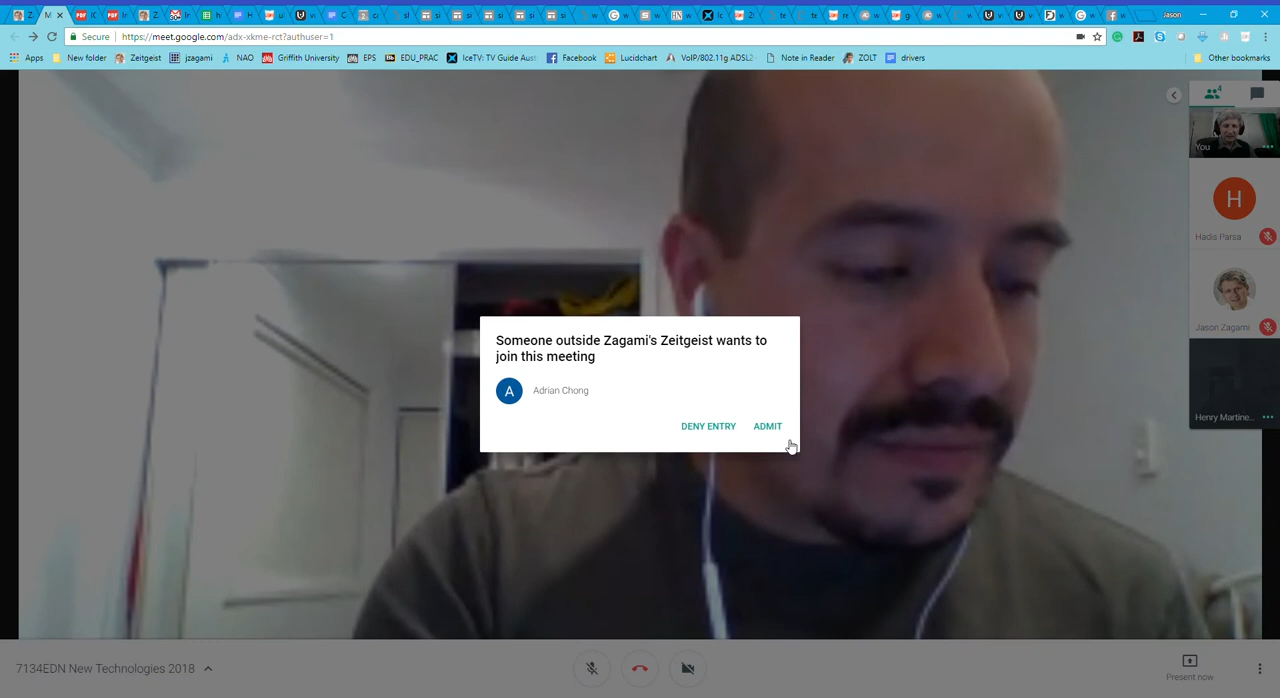 Jason
Secure https://meet.google.com/adx-xkme-rct?authuser=1
Apps New folder Zeitgeist jzagami NAO Griffith University EPS EDU_PRAC IceTV: TV Guide Aust Facebook Lucidchart VoIP/802.11g ADSL2 Note in Reader ZOLT drivers Other bookmarks
4
You
H
Hadis Parsa
Jason Zagami
Henry Martine...
Someone outside Zagami's Zeitgeist wants to
join this meeting
A Adrian Chong
DENY ENTRY ADMIT
7134EDN New Technologies 2018
Present now